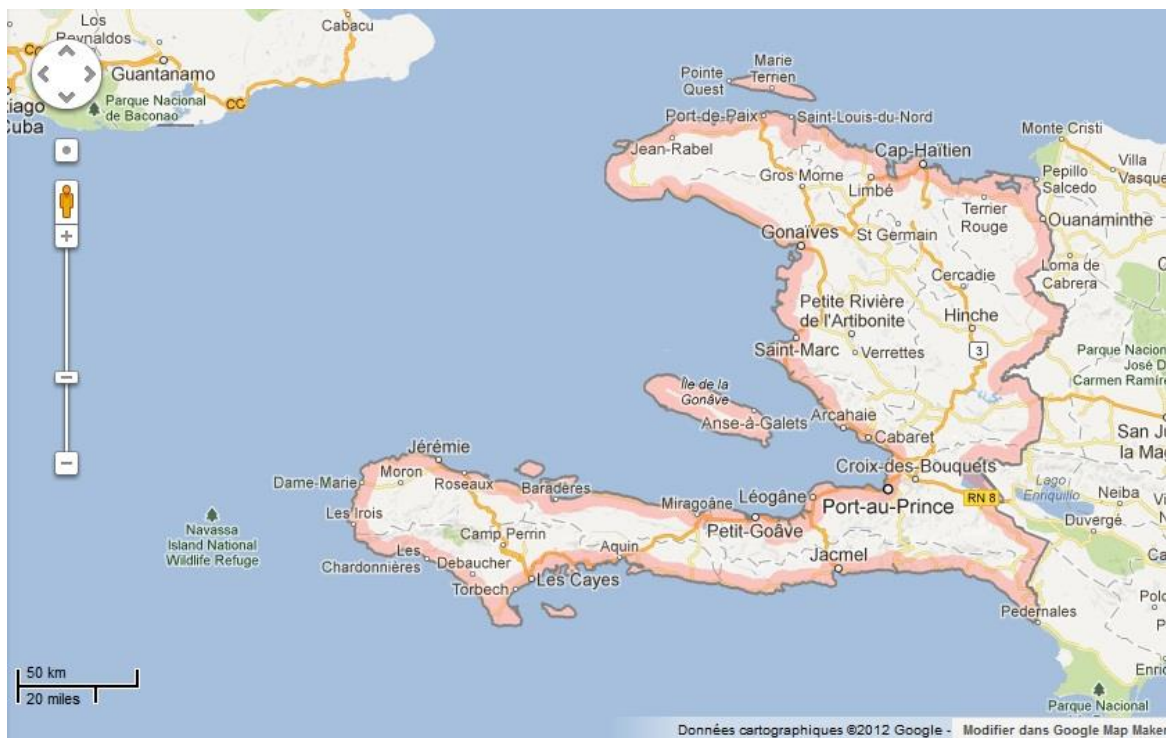 Los
Reynaldos
Cabacu
Guantanamo
CC
Parque Nacional
de Baconao
tiago
Cuba
Pointe
Quest
Marie
Terrien
Port-de-Paix
Saint-Louis-du-Nord
Jean-Rabel
Cap-Haïtien
Monte Cristi
Villa
Vasque
Pepillo
Salcedo
Gros Morne
Limbé
Terrier
Rouge
Ouanaminthe
St Germain
Gonaïves
Loma de
Cabrera
Cercadie
Petite Rivière
de l'Artibonite
Hinche
Saint-Marc
Verrettes
3
Parque Nacion
José D
Carmen Ramíre
Île de la
Gonâve
Anse-à-Galets
Arcahaie
Cabaret
San Ju
la Mag
Croix-des-Bouquets
Jérémie
Moron
Dame-Marie
Roseaux
Baradères
Miragoâne
Léogâne
Port-au-Prince
RN 8
Lago
Enriquillo
Neiba
Duvergé
Les Irois
Navassa
Island National
Wildlife Refuge
Camp Perrin
Petit-Goâve
Les
Chardonnières
Debaucher
Aquin
Jacmel
Torbech
Les Cayes
Pedernales
Polo
Enric
Parque Nacional
50 km
20 miles
Données cartographiques ©2012 Google - Modifier dans Google Map Maker